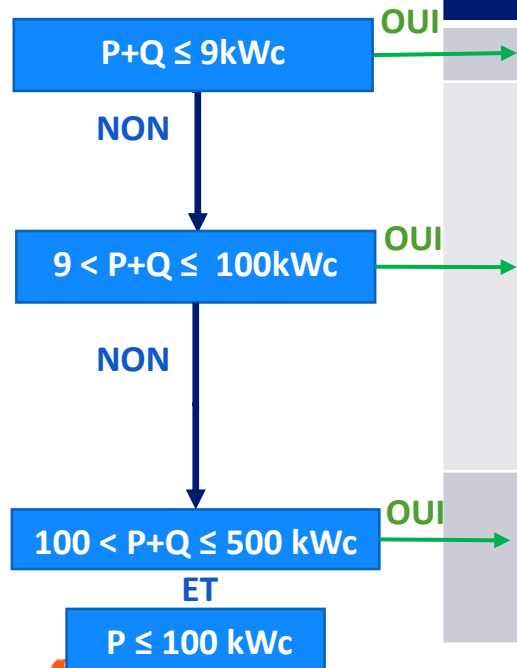 OUI
P+Q ≤ 9kWc
NON
OUI
9 < P+Q ≤ 100kWc
NON
OUI
100 < P+Q ≤ 500 kWc
ET
P ≤ 100 kWc